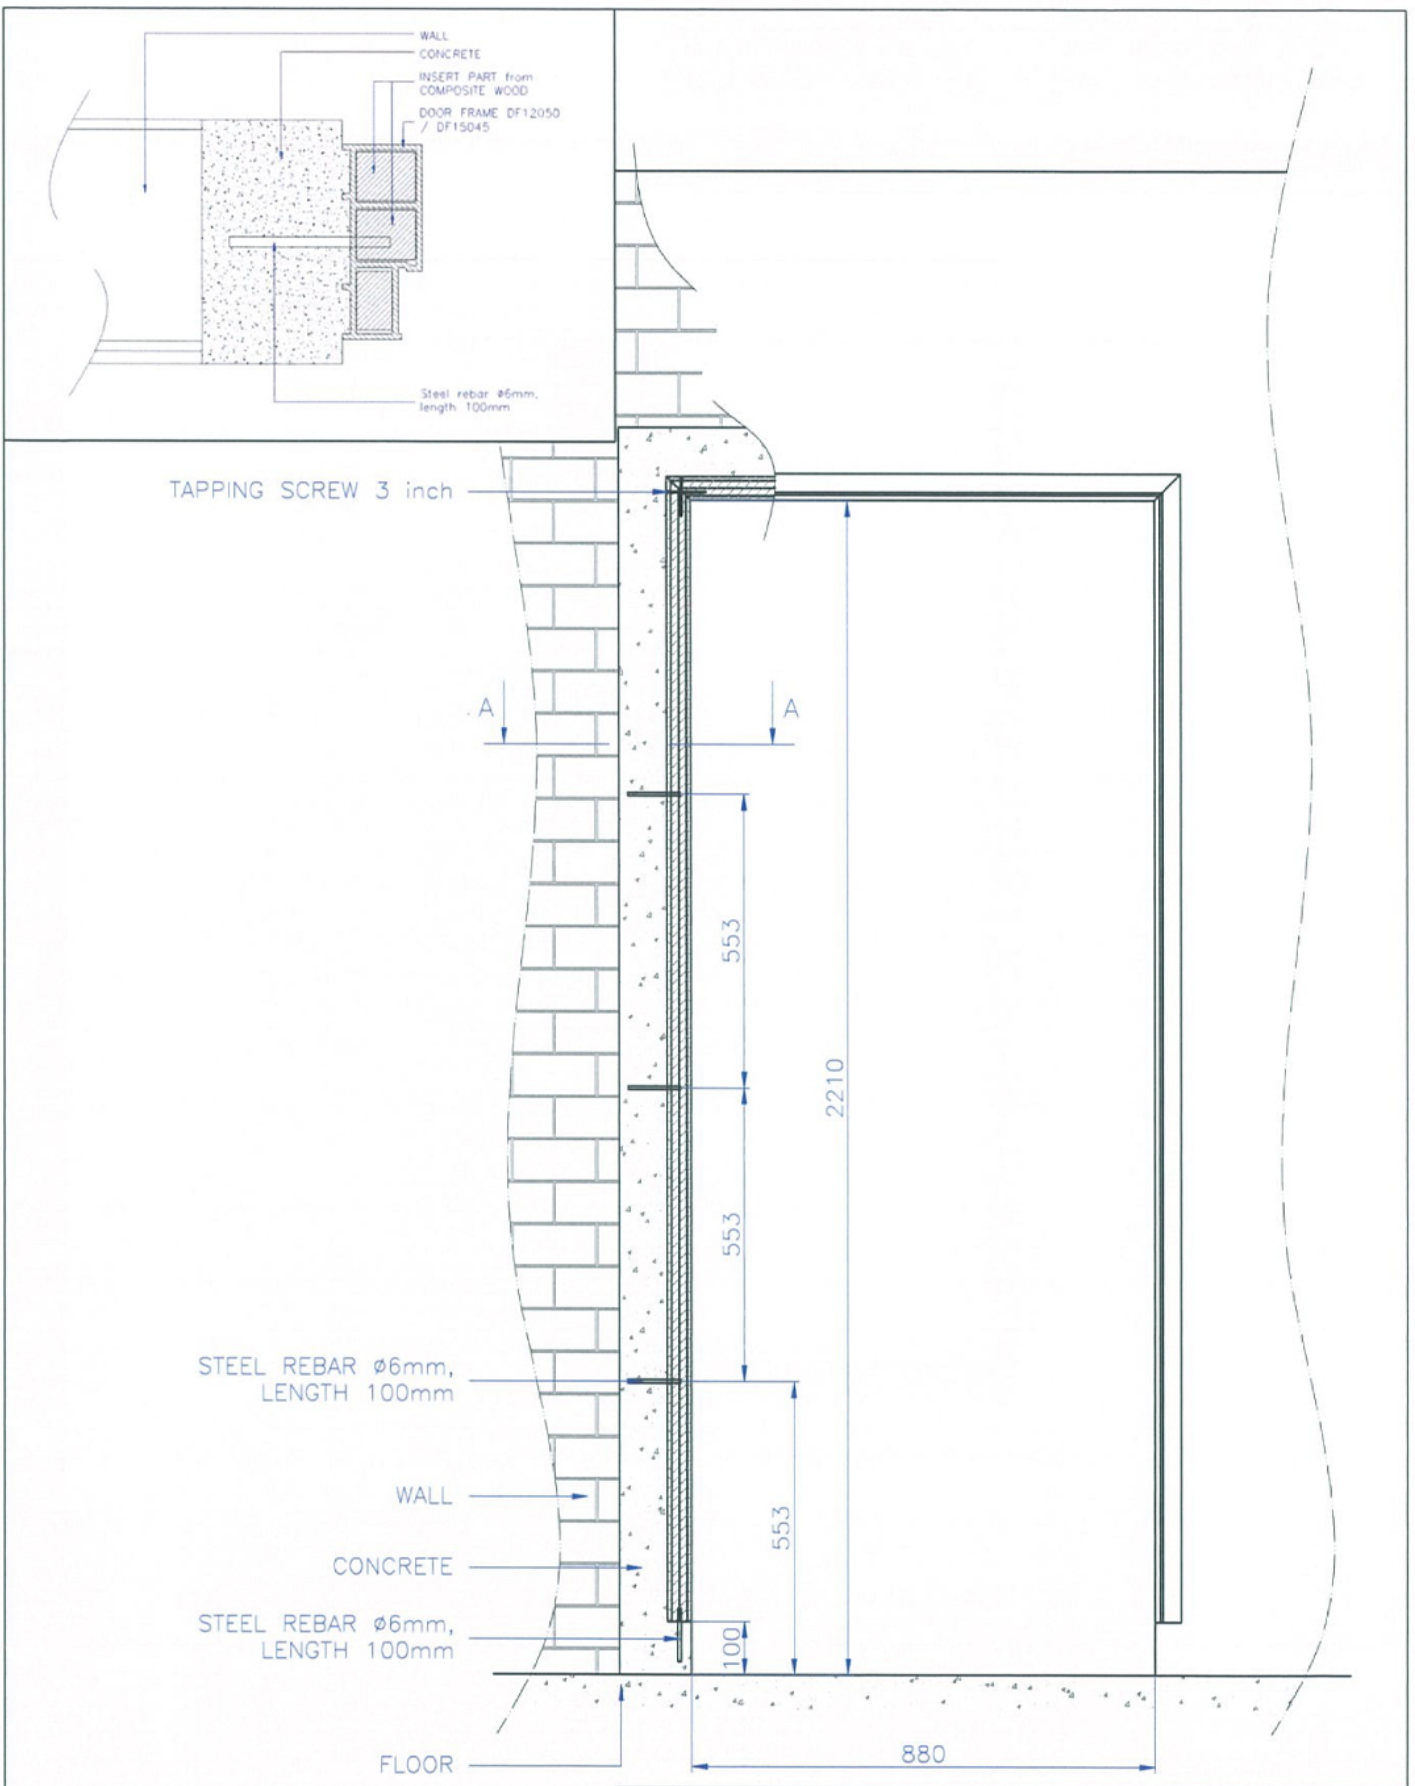 WALL
CONCRETE
INSERT PART from
COMPOSITE WOOD
DOOR FRAME DF12050
/ DF15045
Steel rebar ø6mm,
length 100mm
TAPPING SCREW 3 inch
A
A
553
2210
553
STEEL REBAR ø6mm,
LENGTH 100mm
WALL
553
CONCRETE
STEEL REBAR ø6mm,
LENGTH 100mm
100
880
FLOOR